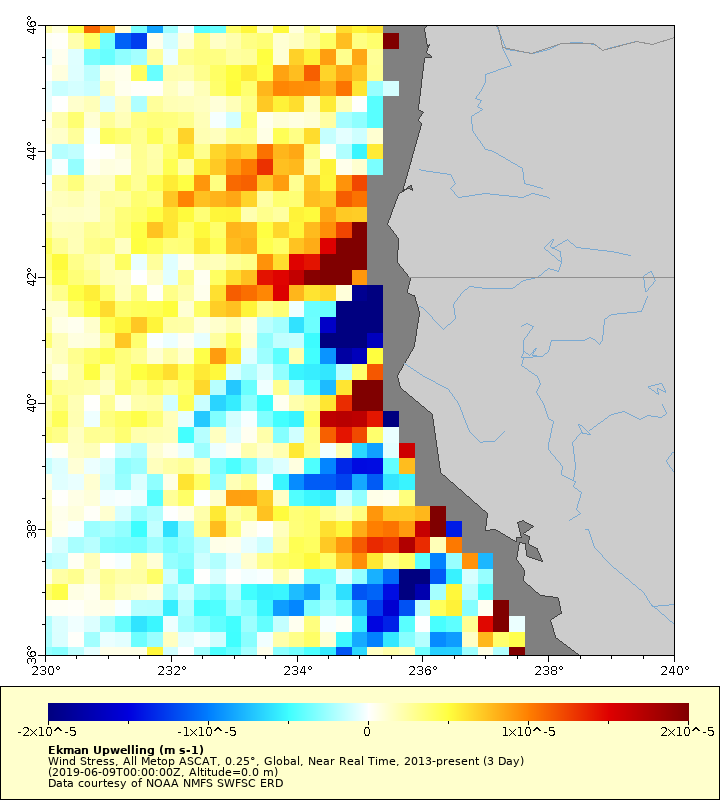 46°
44°
42°
40°
38°
36°
230 232° 234° 236° 238° 240°
-2x10^-5 -1x10^-5 0 1x10^-5 2x10^-5
Ekman Upwelling (m s-1)
Wind Stress, All Metop ASCAT, 0.25°, Global, Near Real Time, 2013-present (3 Day)
(2019-06-09T00:00:00Z, Altitude=0.0 m)
Data courtesy of NOAA NMFS SWFSC ERD